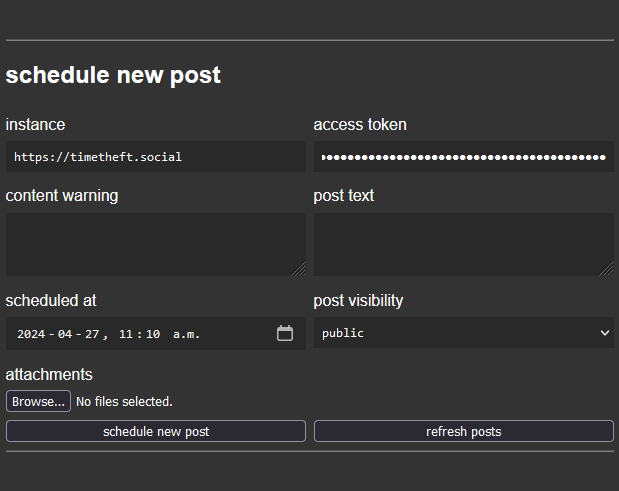 schedule new post
instance access token
https://timetheft.social ••••••••••••••••••••••••••••••••••••••••
content warning post text
scheduled at post visibility
2024-04-27, 11:10 a.m. public
attachments
Browse... No files selected.
schedule new post refresh posts